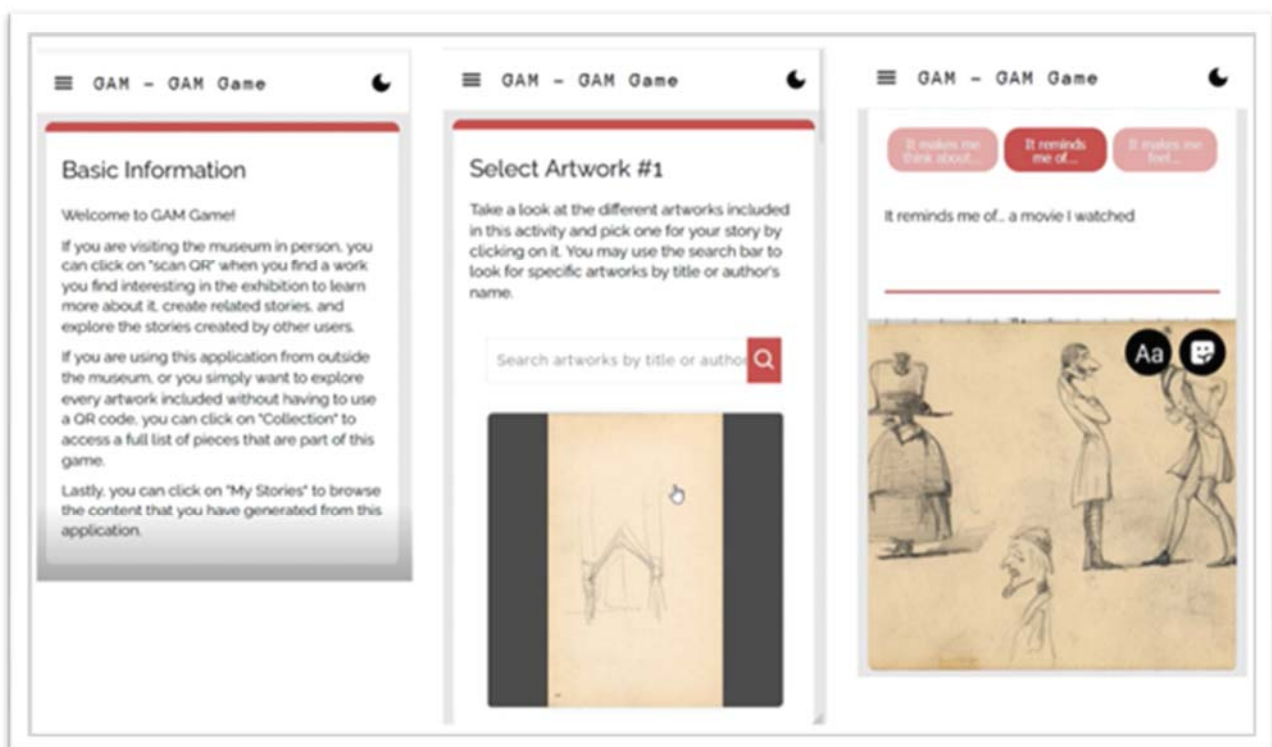 GAM - GAM Game
Basic Information
Welcome to GAM Game!
If you are visiting the museum in person, you
can click on "scan QR" when you find a work
you find interesting in the exhibition to learn
more about it, create related stories, and
explore the stories created by other users.
If you are using this application from outside
the museum, or you simply want to explore
every artwork included without having to use
a QR code, you can click on "Collection" to
access a full list of pieces that are part of this
game.
Lastly, you can click on "My Stories" to browse
the content that you have generated from this
application.
GAM - GAM Game
Select Artwork #1
Take a look at the different artworks included
in this activity and pick one for your story by
clicking on it. You may use the search bar to
look for specific artworks by title or author's
name.
Search artworks by title or author
GAM - GAM Game
It makes me
think about...
It reminds
me of...
It makes me
feel...
It reminds me of... a movie I watched
Aa